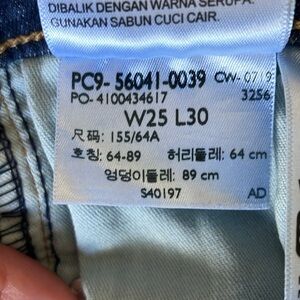 DIBALIK DENGAN WARNA SERUPA.
GUNAKAN SABUN CUCI CAIR.
PC9- 56041-0039 CW-0719
PO-4100434617 3256
W25 L30
尺码: 155/64A
호칭: 64-89 허리둘레: 64 cm
엉덩이둘레: 89 cm
S40197 AD